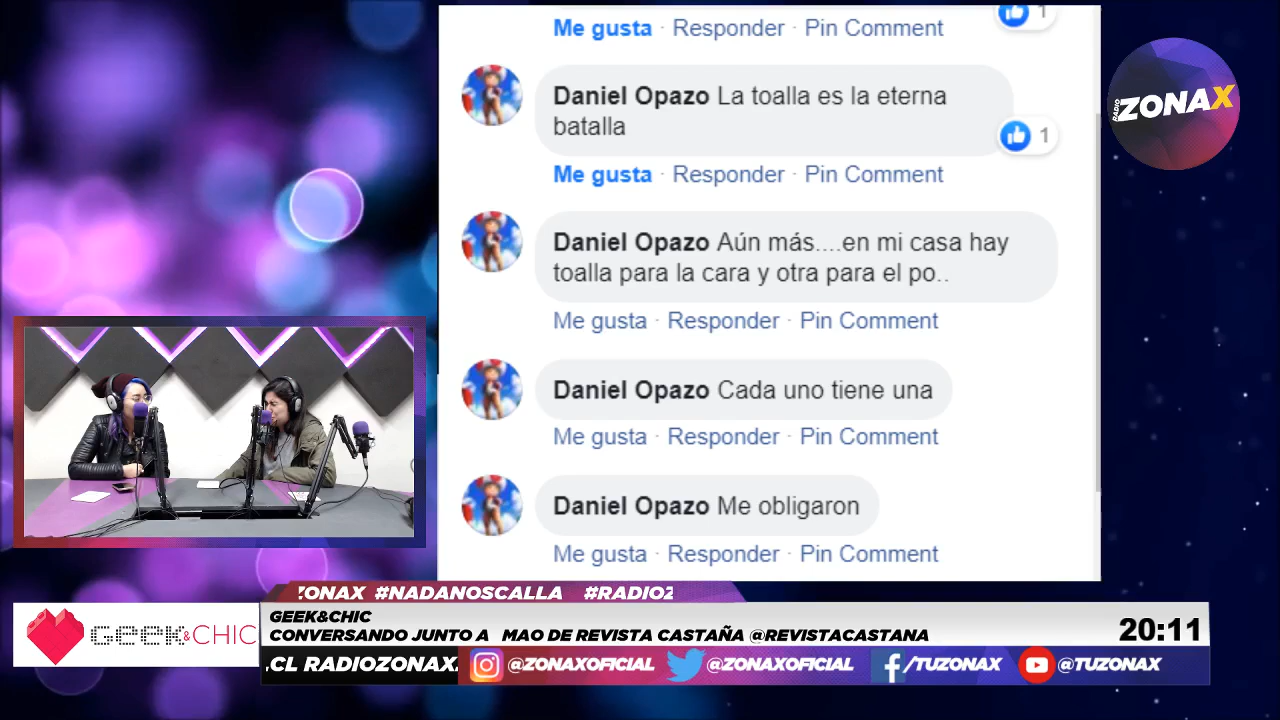 1
Me gusta · Responder · Pin Comment
Daniel Opazo La toalla es la eterna
batalla
1
Me gusta · Responder · Pin Comment
Daniel Opazo Aún más....en mi casa hay
toalla para la cara y otra para el po..
Me gusta · Responder · Pin Comment
Daniel Opazo Cada uno tiene una
Me gusta · Responder · Pin Comment
Daniel Opazo Me obligaron
Me gusta · Responder · Pin Comment
RADIO ZONAX
ZONAX #NADANOSCALLA #RADIOZ
GEEK&CHIC
GEEK&CHIC
CONVERSANDO JUNTO A MAO DE REVISTA CASTAÑA @REVISTACASTANA
20:11
.CL RADIOZONAX. @ZONAXOFICIAL @ZONAXOFICIAL /TUZONAX @TUZONAX